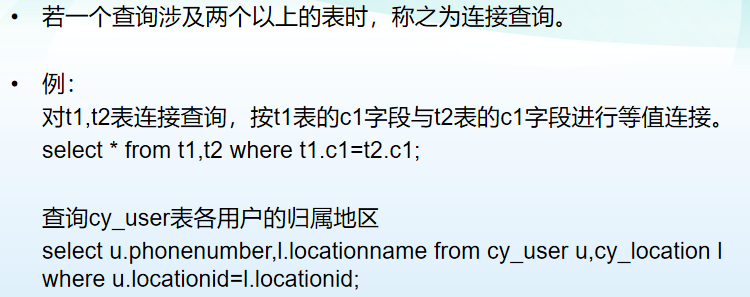 • 若一个查询涉及两个以上的表时，称之为连接查询。
• 例：
对t1,t2表连接查询，按t1表的c1字段与t2表的c1字段进行等值连接。
select * from t1,t2 where t1.c1=t2.c1;
查询cy_user表各用户的归属地区
select u.phonenumber,l.locationname from cy_user u,cy_location l
where u.locationid=l.locationid;